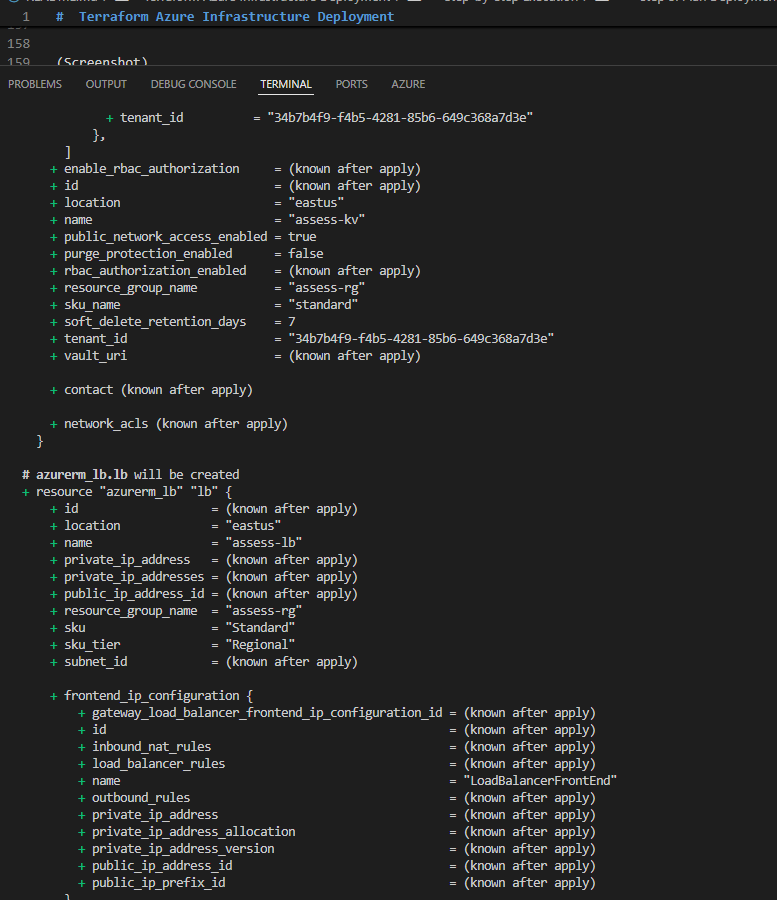 1 # Terraform Azure Infrastructure Deployment
158
159 (Screenshot)
PROBLEMS OUTPUT DEBUG CONSOLE TERMINAL PORTS AZURE
+ tenant_id = "34b7b4f9-f4b5-4281-85b6-649c368a7d3e"
},
]
+ enable_rbac_authorization = (known after apply)
+ id = (known after apply)
+ location = "eastus"
+ name = "assess-kv"
+ public_network_access_enabled = true
+ purge_protection_enabled = false
+ rbac_authorization_enabled = (known after apply)
+ resource_group_name = "assess-rg"
+ sku_name = "standard"
+ soft_delete_retention_days = 7
+ tenant_id = "34b7b4f9-f4b5-4281-85b6-649c368a7d3e"
+ vault_uri = (known after apply)
+ contact (known after apply)
+ network_acls (known after apply)
}
# azurerm_lb.lb will be created
+ resource "azurerm_lb" "lb" {
+ id = (known after apply)
+ location = "eastus"
+ name = "assess-lb"
+ private_ip_address = (known after apply)
+ private_ip_addresses = (known after apply)
+ public_ip_address_id = (known after apply)
+ resource_group_name = "assess-rg"
+ sku = "Standard"
+ sku_tier = "Regional"
+ subnet_id = (known after apply)
+ frontend_ip_configuration {
+ gateway_load_balancer_frontend_ip_configuration_id = (known after apply)
+ id = (known after apply)
+ inbound_nat_rules = (known after apply)
+ load_balancer_rules = (known after apply)
+ name = "LoadBalancerFrontEnd"
+ outbound_rules = (known after apply)
+ private_ip_address = (known after apply)
+ private_ip_address_allocation = (known after apply)
+ private_ip_address_version = (known after apply)
+ public_ip_address_id = (known after apply)
+ public_ip_prefix_id = (known after apply)